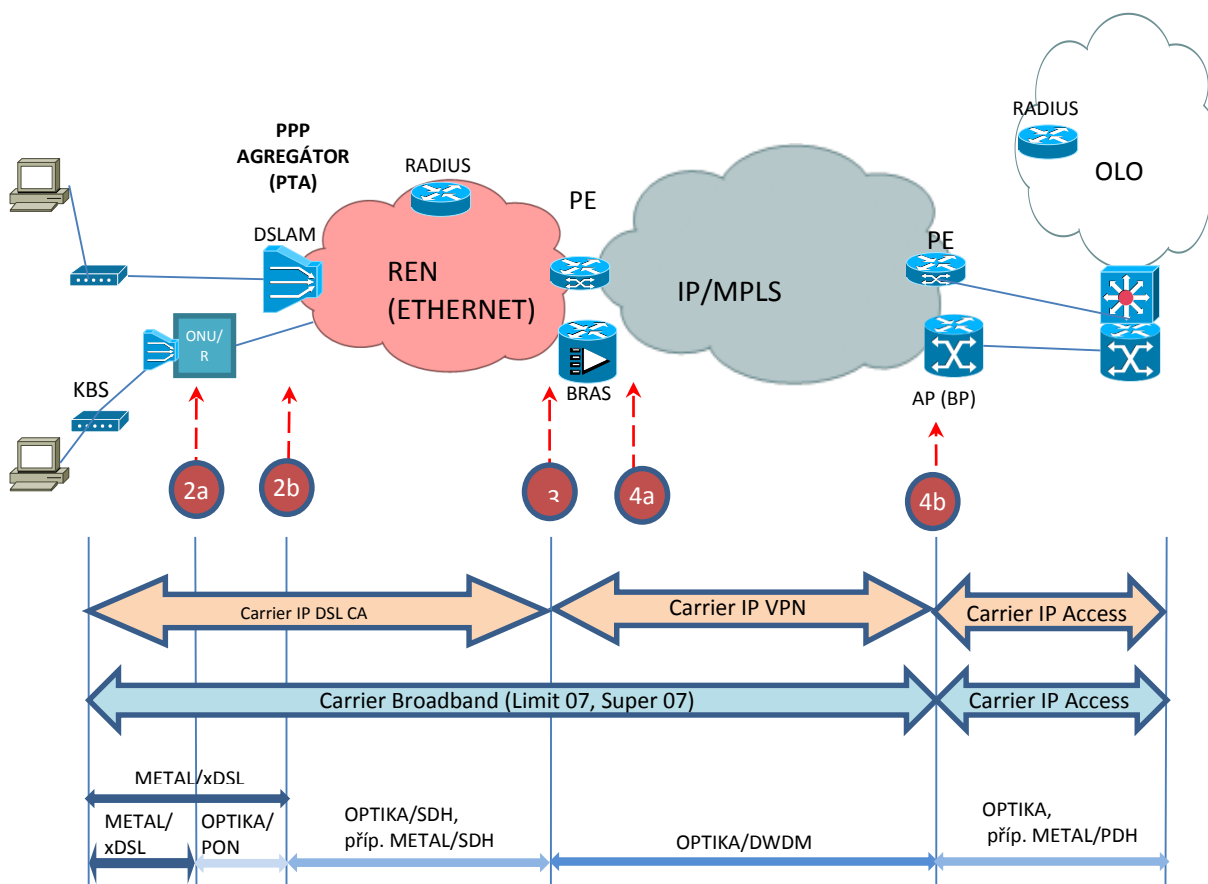 RADIUS
OLO
PPP
AGREGÁTOR
(PTA)
RADIUS
PE
DSLAM
PE
REN
(ETHERNET)
IP/MPLS
ONU/
R
KBS
BRAS
AP (BP)
2a
2b
3
4a
4b
Carrier IP DSL CA
Carrier IP VPN
Carrier IP Access
Carrier Broadband (Limit 07, Super 07)
Carrier IP Access
METAL/xDSL
METAL/
xDSL
OPTIKA/
PON
OPTIKA/SDH,
příp. METAL/SDH
OPTIKA/DWDM
OPTIKA,
příp. METAL/PDH